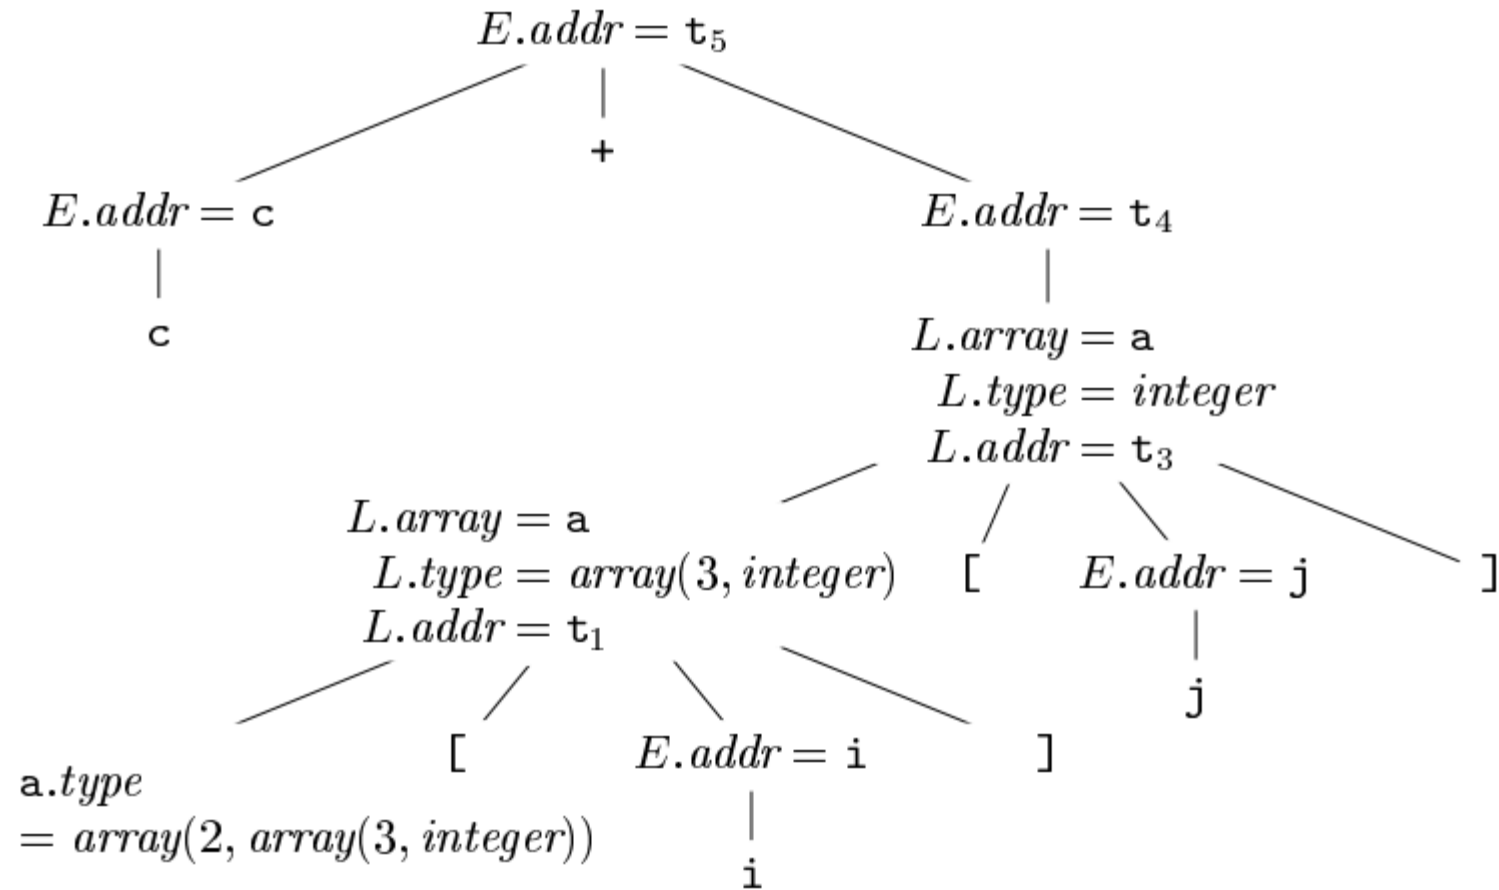 E.addr = t₅
+
E.addr = c
E.addr = t₄
c
L.array = a
L.type = integer
L.addr = t₃
L.array = a
L.type = array(3, integer)
L.addr = t₁
[
E.addr = j
]
j
a.type
= array(2, array(3, integer))
[
E.addr = i
]
i